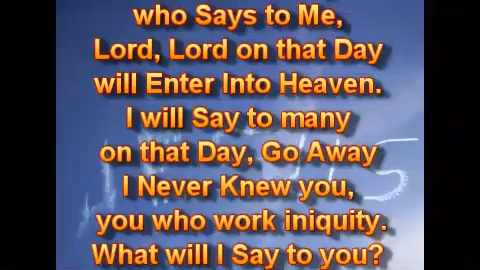 who Says to Me,
Lord, Lord on that Day
will Enter Into Heaven.
I will Say to many
on that Day, Go Away
I Never Knew you,
you who work iniquity.
What will I Say to you?